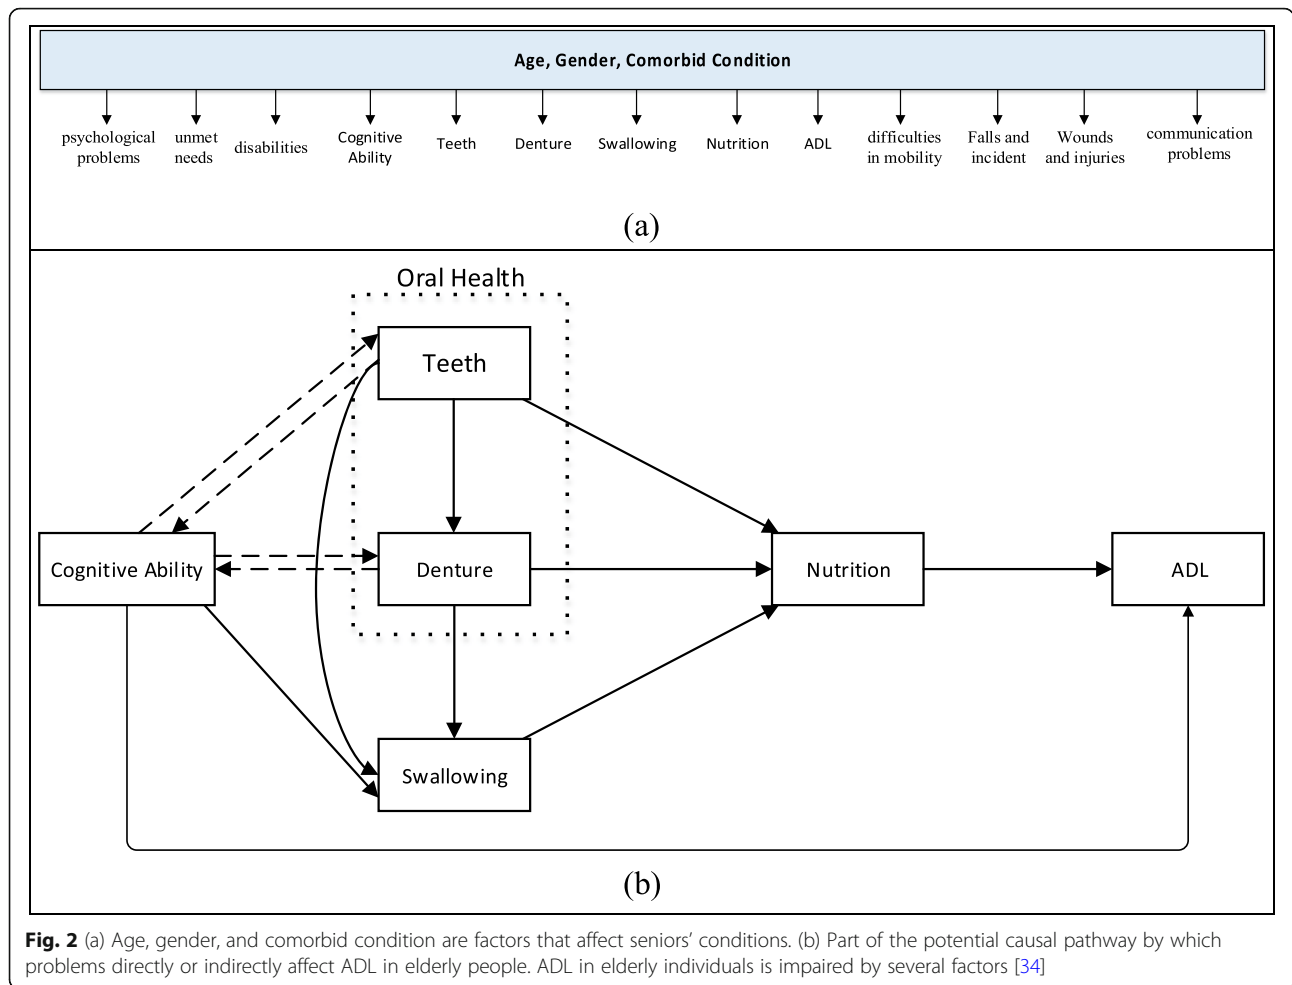 Age, Gender, Comorbid Condition
psychological
problems
unmet
needs
disabilities
Cognitive
Ability
Teeth
Denture
Swallowing
Nutrition
ADL
difficulties
in mobility
Falls and
incident
Wounds
and injuries
communication
problems
(a)
Oral Health
Teeth
Cognitive Ability
Denture
Nutrition
ADL
Swallowing
(b)
Fig. 2 (a) Age, gender, and comorbid condition are factors that affect seniors’ conditions. (b) Part of the potential causal pathway by which
problems directly or indirectly affect ADL in elderly people. ADL in elderly individuals is impaired by several factors [34]